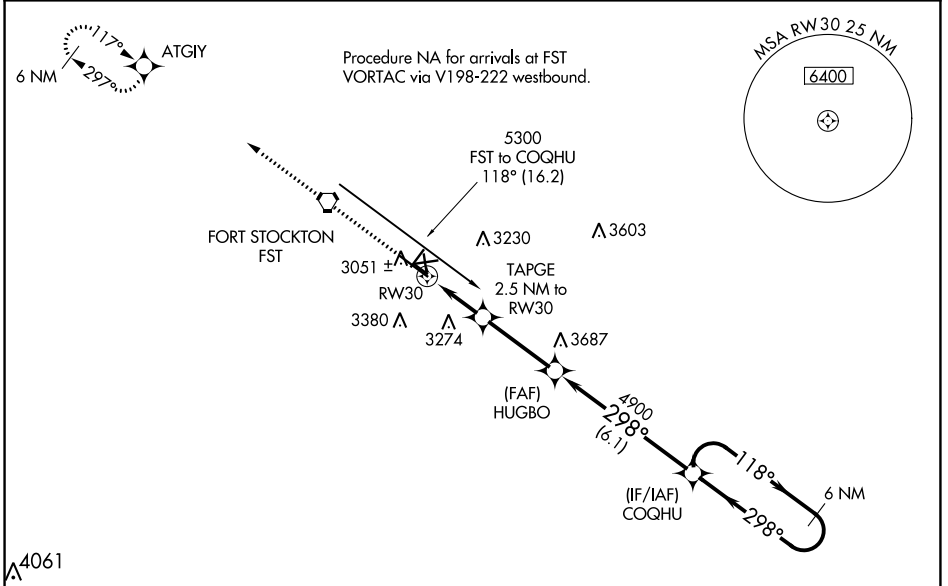 117°
297°
6 NM
ATGIY
Procedure NA for arrivals at FST
VORTAC via V198-222 westbound.
MSA RW30 25 NM
6400
5300
FST to COQHU
118° (16.2)
FORT STOCKTON
FST
3230
3603
3051 ±
RW30
TAPGE
2.5 NM to
RW30
3380
3274
3687
(FAF)
HUGBO
4900
298°
(6.1)
(IF/IAF)
COQHU
118°
298°
6 NM
4061